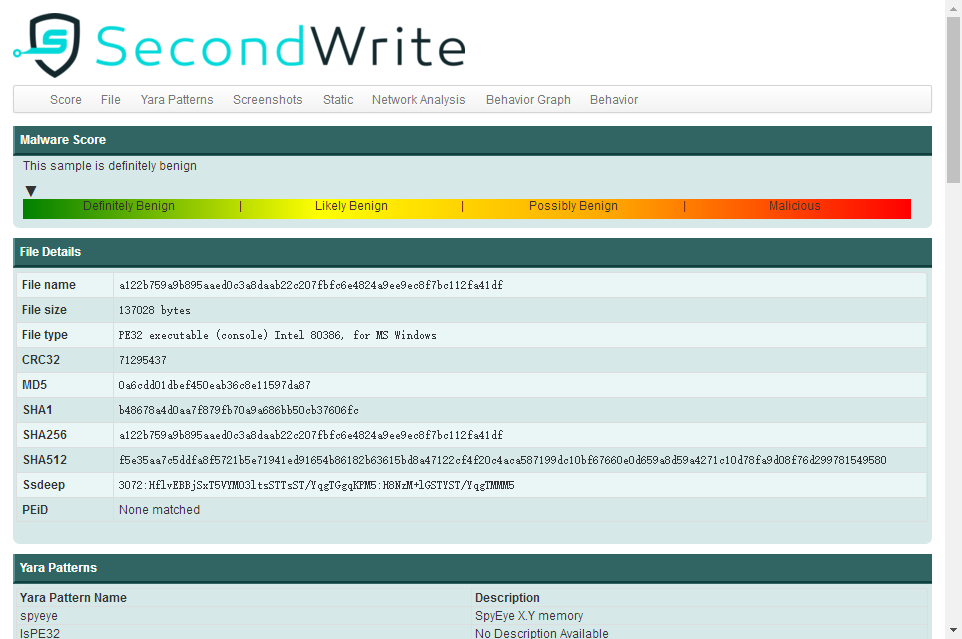 SecondWrite
Score File Yara Patterns Screenshots Static Network Analysis Behavior Graph Behavior
Malware Score
This sample is definitely benign
Definitely Benign | Likely Benign | Possibly Benign | Malicious
File Details
File name a122b759a9b895aaed0c3a8daab22c207fbfc6e4824a9ee9ec8f7bc112fa41df
File size 137028 bytes
File type PE32 executable (console) Intel 80386, for MS Windows
CRC32 71295437
MD5 0a6cdd01dbef450eab36c8e11597da87
SHA1 b48678a4d0aa7f879fb70a9a686bb50cb37606fc
SHA256 a122b759a9b895aaed0c3a8daab22c207fbfc6e4824a9ee9ec8f7bc112fa41df
SHA512 f5e35aa7c5ddfa8f5721b5e71941ed91654b86182b63615bd8a47122cf4f20c4aca587199dc10bf67660e0d659a8d59a4271c10d78fa9d08f76d299781549580
Ssdeep 3072:HflvEBBjSxT5VYMO3ltsSTTsST/YqgTGgqKPM5:H8NzM+lGSTYST/YqgTMMM5
PEiD None matched
Yara Patterns
Yara Pattern Name Description
spyeye SpyEye X.Y memory
IsPE32 No Description Available